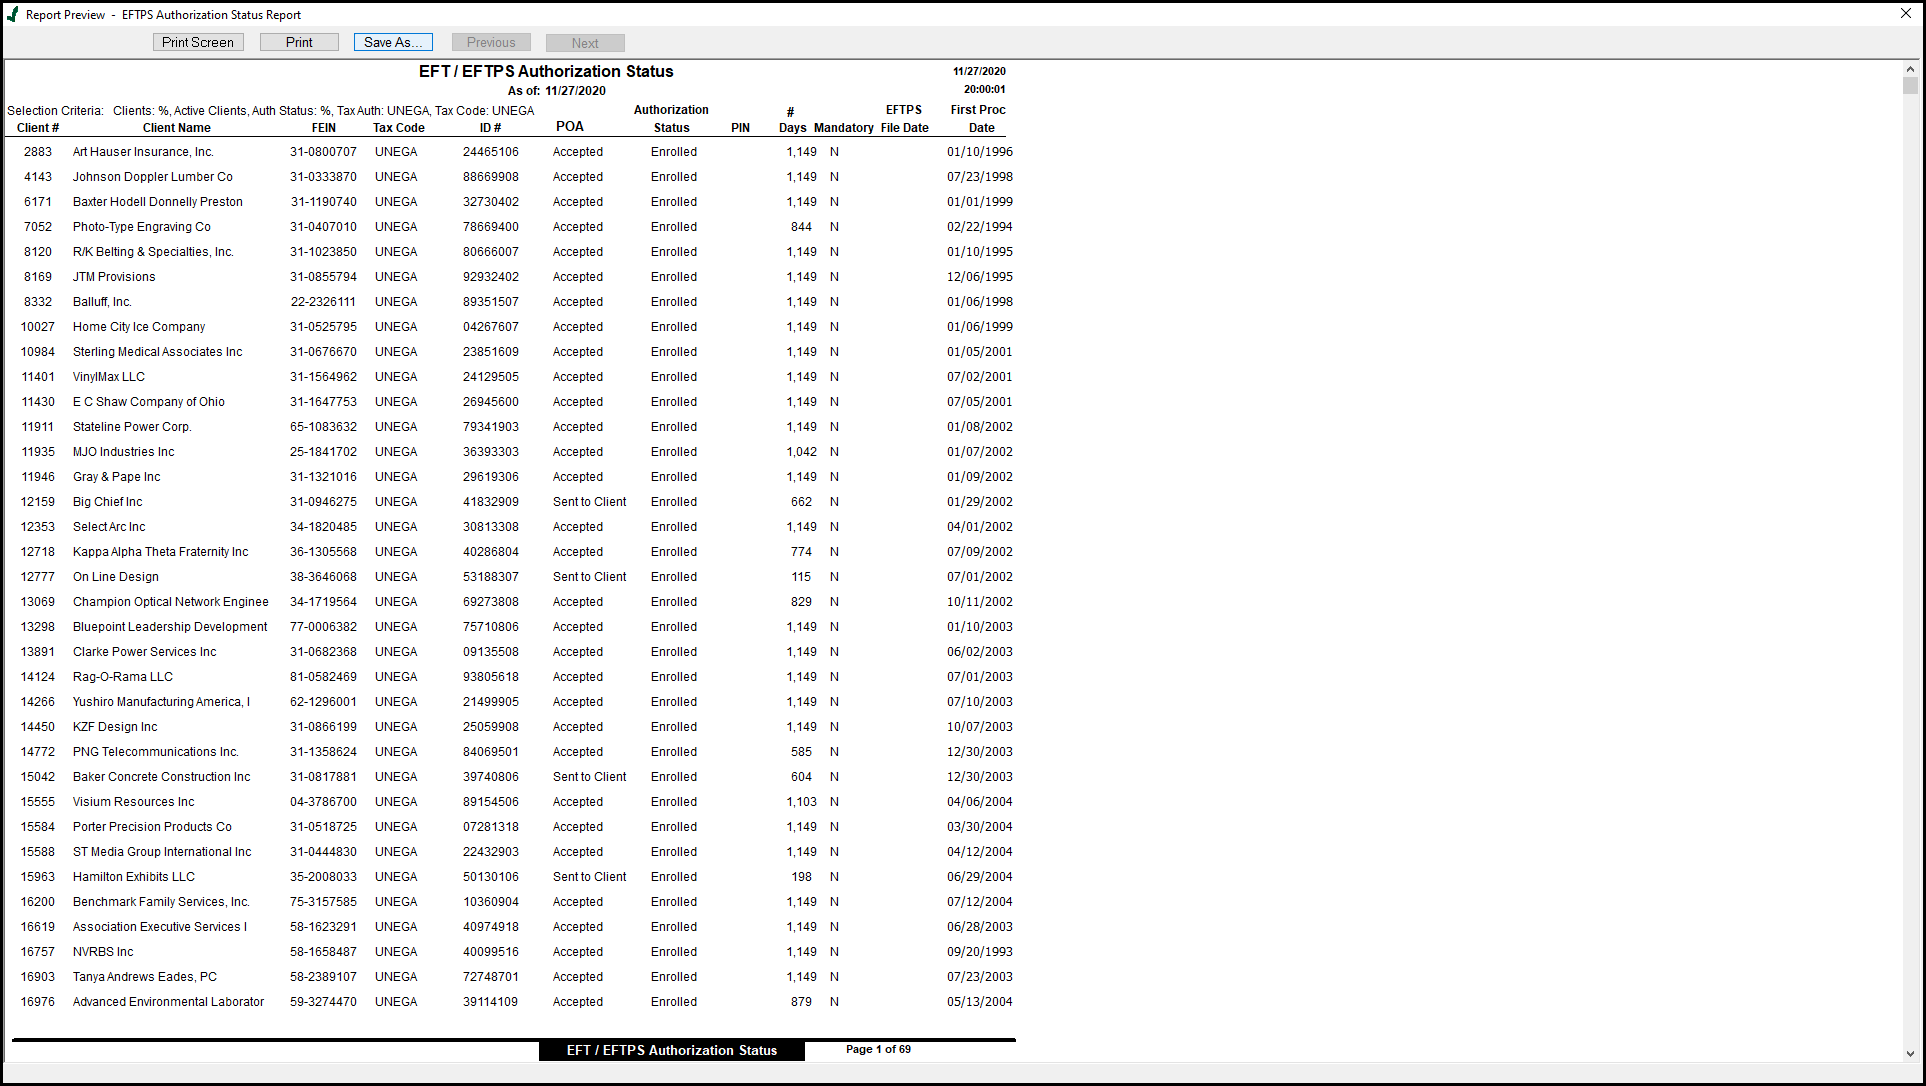 Report Preview - EFTPS Authorization Status Report
Print Screen Print Save As... Previous Next
EFT / EFTPS Authorization Status 11/27/2020
As of: 11/27/2020 20:00:01
Selection Criteria: Clients: %, Active Clients, Auth Status: %, Tax Auth: UNEGA, Tax Code: UNEGA Authorization # EFTPS First Proc
Client # Client Name FEIN Tax Code ID # POA Status PIN Days Mandatory File Date Date
2883 Art Hauser Insurance, Inc. 31-0800707 UNEGA 24465106 Accepted Enrolled 1,149 N 01/10/1996
4143 Johnson Doppler Lumber Co 31-0333870 UNEGA 88669908 Accepted Enrolled 1,149 N 07/23/1998
6171 Baxter Hodell Donnelly Preston 31-1190740 UNEGA 32730402 Accepted Enrolled 1,149 N 01/01/1999
7052 Photo-Type Engraving Co 31-0407010 UNEGA 78669400 Accepted Enrolled 844 N 02/22/1994
8120 R/K Belting & Specialties, Inc. 31-1023850 UNEGA 80666007 Accepted Enrolled 1,149 N 01/10/1995
8169 JTM Provisions 31-0855794 UNEGA 92932402 Accepted Enrolled 1,149 N 12/06/1995
8332 Balluff, Inc. 22-2326111 UNEGA 89351507 Accepted Enrolled 1,149 N 01/06/1998
10027 Home City Ice Company 31-0525795 UNEGA 04267607 Accepted Enrolled 1,149 N 01/06/1999
10984 Sterling Medical Associates Inc 31-0676670 UNEGA 23851609 Accepted Enrolled 1,149 N 01/05/2001
11401 VinylMax LLC 31-1564962 UNEGA 24129505 Accepted Enrolled 1,149 N 07/02/2001
11430 E C Shaw Company of Ohio 31-1647753 UNEGA 26945600 Accepted Enrolled 1,149 N 07/05/2001
11911 Stateline Power Corp. 65-1083632 UNEGA 79341903 Accepted Enrolled 1,149 N 01/08/2002
11935 MJO Industries Inc 25-1841702 UNEGA 36393303 Accepted Enrolled 1,042 N 01/07/2002
11946 Gray & Pape Inc 31-1321016 UNEGA 29619306 Accepted Enrolled 1,149 N 01/09/2002
12159 Big Chief Inc 31-0946275 UNEGA 41832909 Sent to Client Enrolled 662 N 01/29/2002
12353 Select Arc Inc 34-1820485 UNEGA 30813308 Accepted Enrolled 1,149 N 04/01/2002
12718 Kappa Alpha Theta Fraternity Inc 36-1305568 UNEGA 40286804 Accepted Enrolled 774 N 07/09/2002
12777 On Line Design 38-3646068 UNEGA 53188307 Sent to Client Enrolled 115 N 07/01/2002
13069 Champion Optical Network Enginee 34-1719564 UNEGA 69273808 Accepted Enrolled 829 N 10/11/2002
13298 Bluepoint Leadership Development 77-0006382 UNEGA 75710806 Accepted Enrolled 1,149 N 01/10/2003
13891 Clarke Power Services Inc 31-0682368 UNEGA 09135508 Accepted Enrolled 1,149 N 06/02/2003
14124 Rag-O-Rama LLC 81-0582469 UNEGA 93805618 Accepted Enrolled 1,149 N 07/01/2003
14266 Yushiro Manufacturing America, I 62-1296001 UNEGA 21499905 Accepted Enrolled 1,149 N 07/10/2003
14450 KZF Design Inc 31-0866199 UNEGA 25059908 Accepted Enrolled 1,149 N 10/07/2003
14772 PNG Telecommunications Inc. 31-1358624 UNEGA 84069501 Accepted Enrolled 585 N 12/30/2003
15042 Baker Concrete Construction Inc 31-0817881 UNEGA 39740806 Sent to Client Enrolled 604 N 12/30/2003
15555 Visium Resources Inc 04-3786700 UNEGA 89154506 Accepted Enrolled 1,103 N 04/06/2004
15584 Porter Precision Products Co 31-0518725 UNEGA 07281318 Accepted Enrolled 1,149 N 03/30/2004
15588 ST Media Group International Inc 31-0444830 UNEGA 22432903 Accepted Enrolled 1,149 N 04/12/2004
15963 Hamilton Exhibits LLC 35-2008033 UNEGA 50130106 Sent to Client Enrolled 198 N 06/29/2004
16200 Benchmark Family Services, Inc. 75-3157585 UNEGA 10360904 Accepted Enrolled 1,149 N 07/12/2004
16619 Association Executive Services I 58-1623291 UNEGA 40974918 Accepted Enrolled 1,149 N 06/28/2003
16757 NVRBS Inc 58-1658487 UNEGA 40099516 Accepted Enrolled 1,149 N 09/20/1993
16903 Tanya Andrews Eades, PC 58-2389107 UNEGA 72748701 Accepted Enrolled 1,149 N 07/23/2003
16976 Advanced Environmental Laborator 59-3274470 UNEGA 39114109 Accepted Enrolled 879 N 05/13/2004
EFT / EFTPS Authorization Status Page 1 of 69